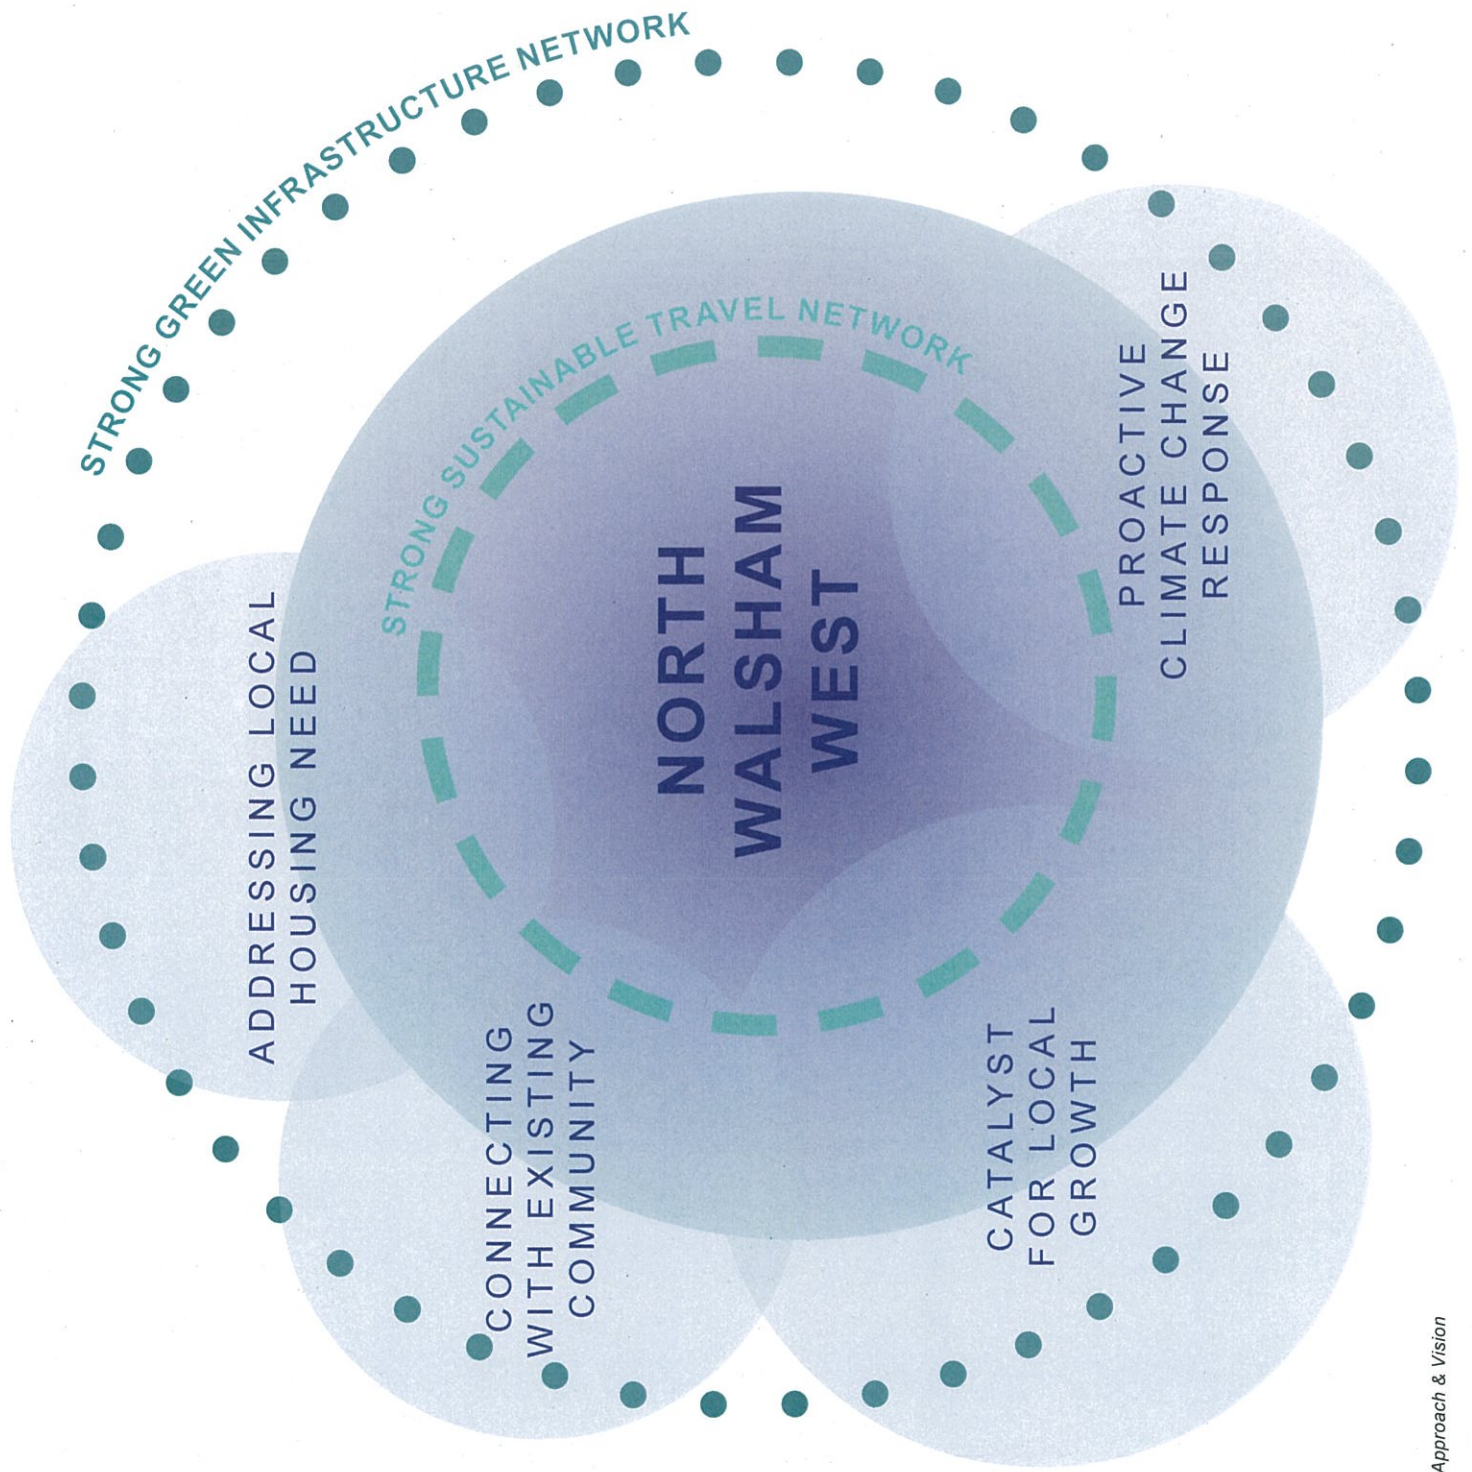 STRONG GREEN INFRASTRUCTURE NETWORK
STRONG SUSTAINABLE TRAVEL NETWORK
ADDRESSING LOCAL
HOUSING NEED
CONNECTING
WITH EXISTING
COMMUNITY
NORTH
WALSHAM
WEST
CATALYST
FOR LOCAL
GROWTH
PROACTIVE
CLIMATE CHANGE
RESPONSE
Approach & Vision